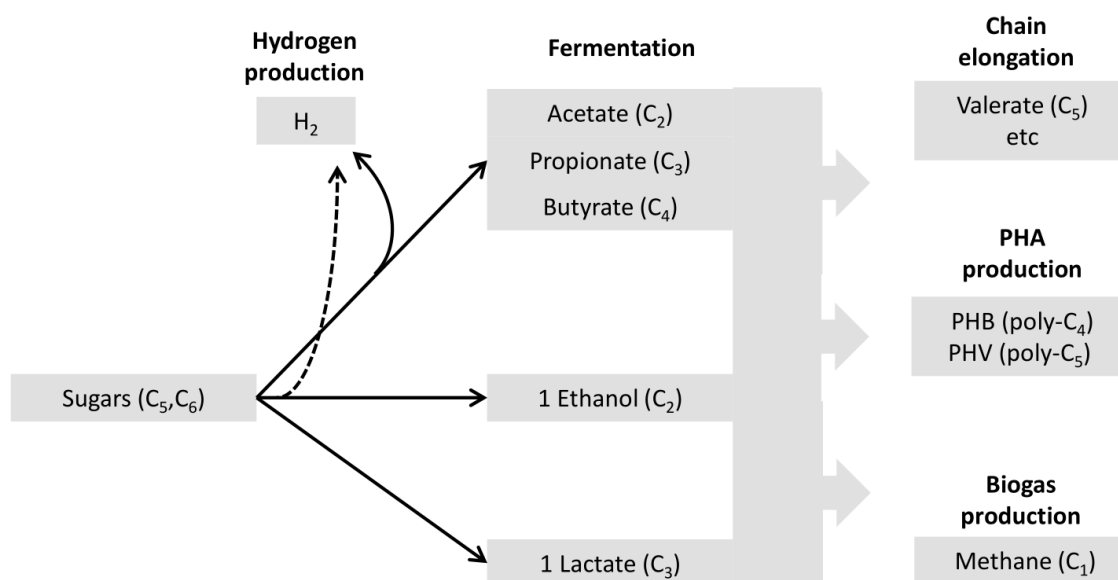 Hydrogen
production
H₂
Fermentation
Acetate (C₂)
Propionate (C₃)
Butyrate (C₄)
Chain
elongation
Valerate (C₅)
etc
PHA
production
PHB (poly-C₄)
PHV (poly-C₅)
Sugars (C₅,C₆)
1 Ethanol (C₂)
1 Lactate (C₃)
Biogas
production
Methane (C₁)